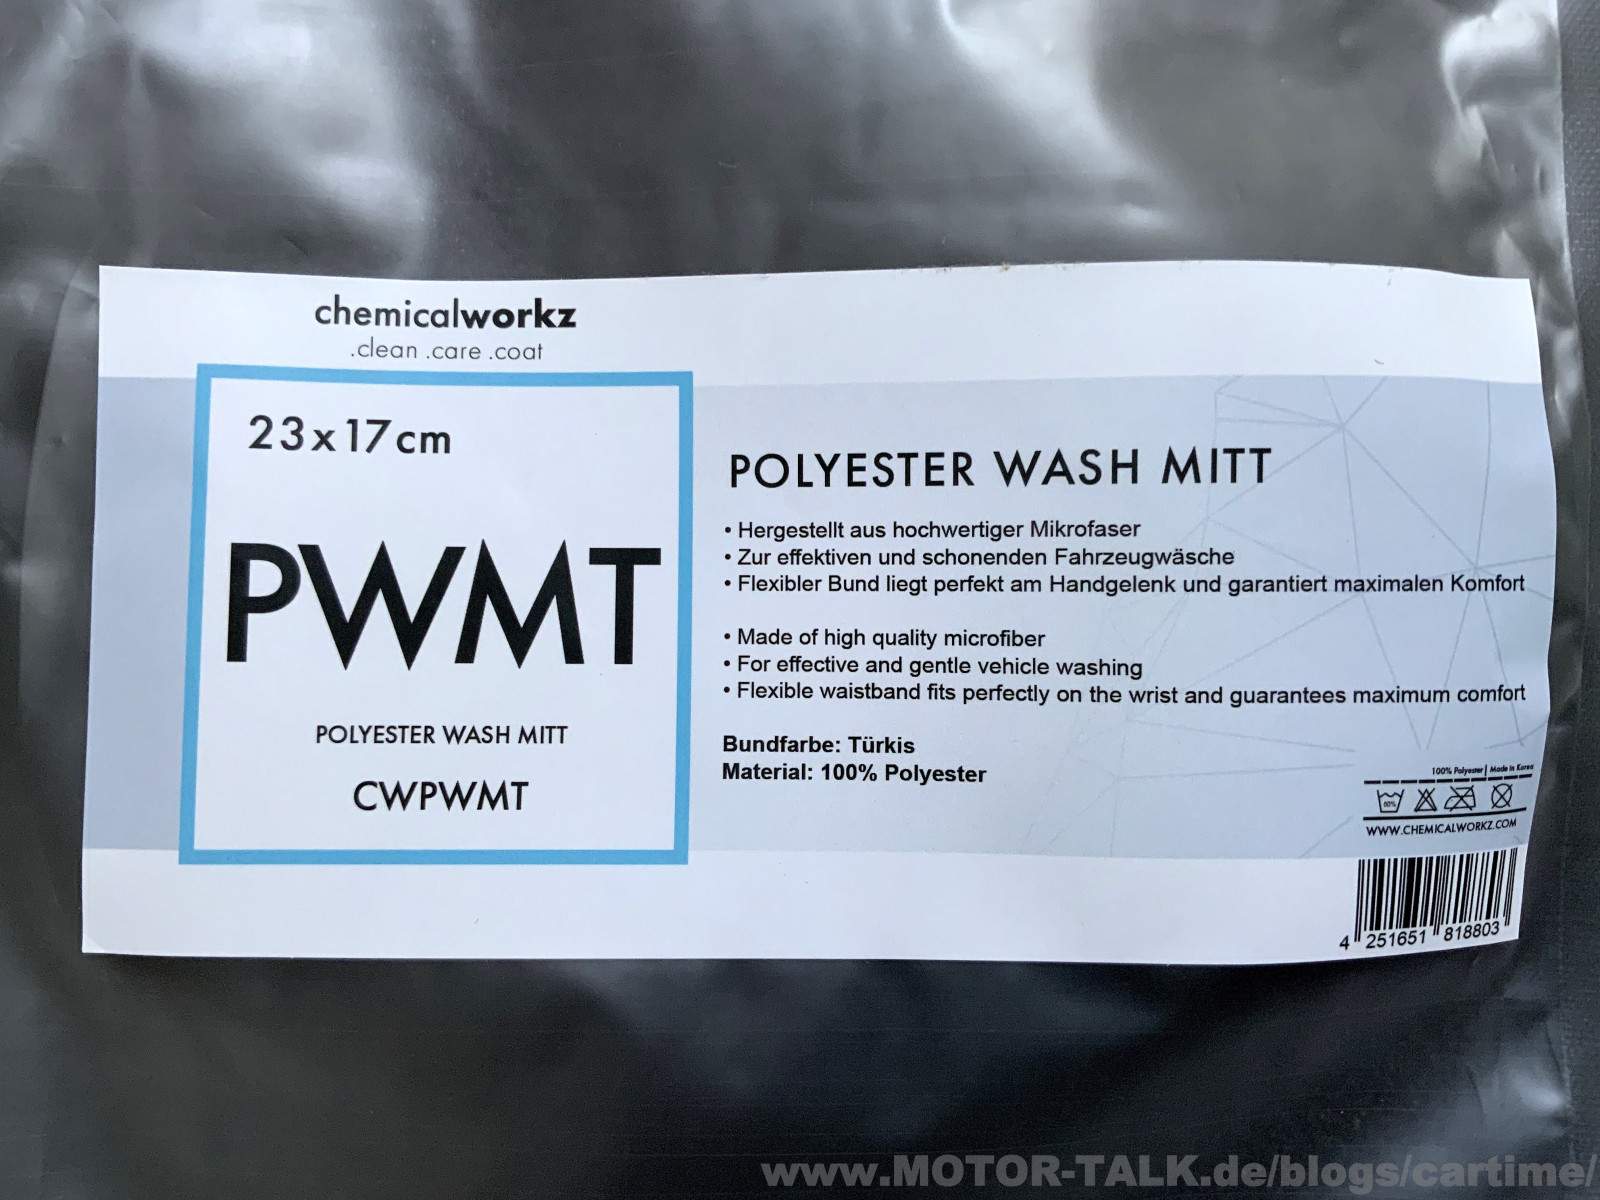 chemicalworkz
.clean .care .coat
23x17cm
PWMT
POLYESTER WASH MITT
CWPWMT
POLYESTER WASH MITT
• Hergestellt aus hochwertiger Mikrofaser
• Zur effektiven und schonenden Fahrzeugwäsche
• Flexibler Bund liegt perfekt am Handgelenk und garantiert maximalen Komfort
• Made of high quality microfiber
• For effective and gentle vehicle washing
• Flexible waistband fits perfectly on the wrist and guarantees maximum comfort
Bundfarbe: Türkis
Material: 100% Polyester
100% Polyester | Made in Korea
WWW.CHEMICALWORKZ.COM
4 251651 818803
www.MOTOR-TALK.de/blogs/cartime/